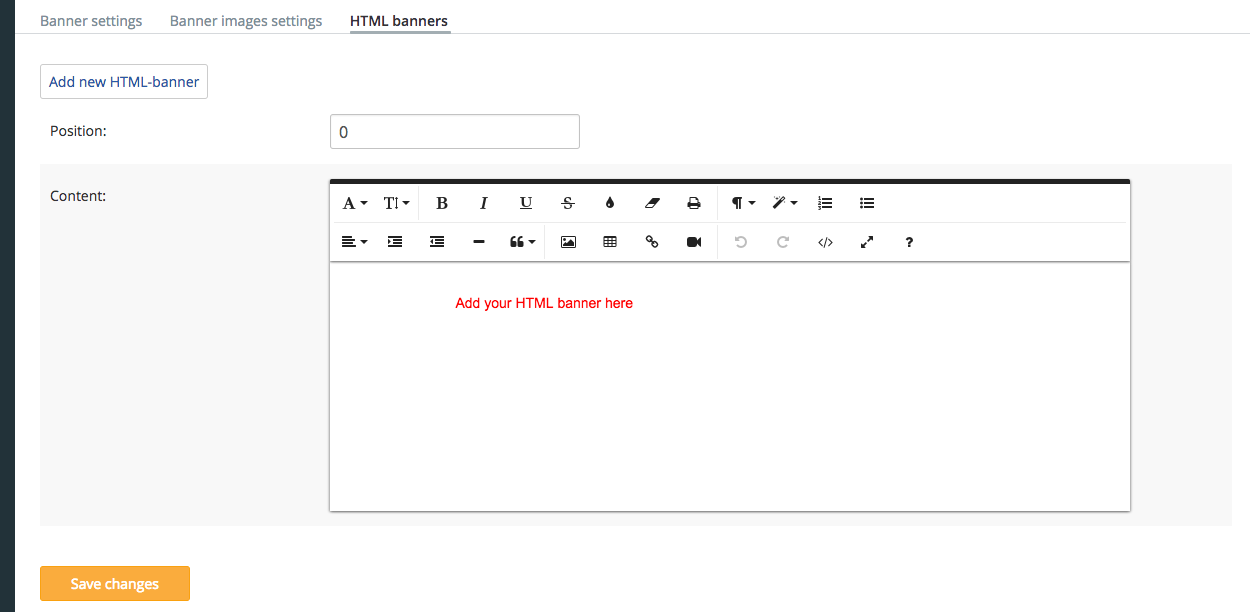 Banner settings Banner images settings HTML banners
Add new HTML-banner
Position: 0
Content:
A TI B I U S ¶
</> ?
Add your HTML banner here
Save changes